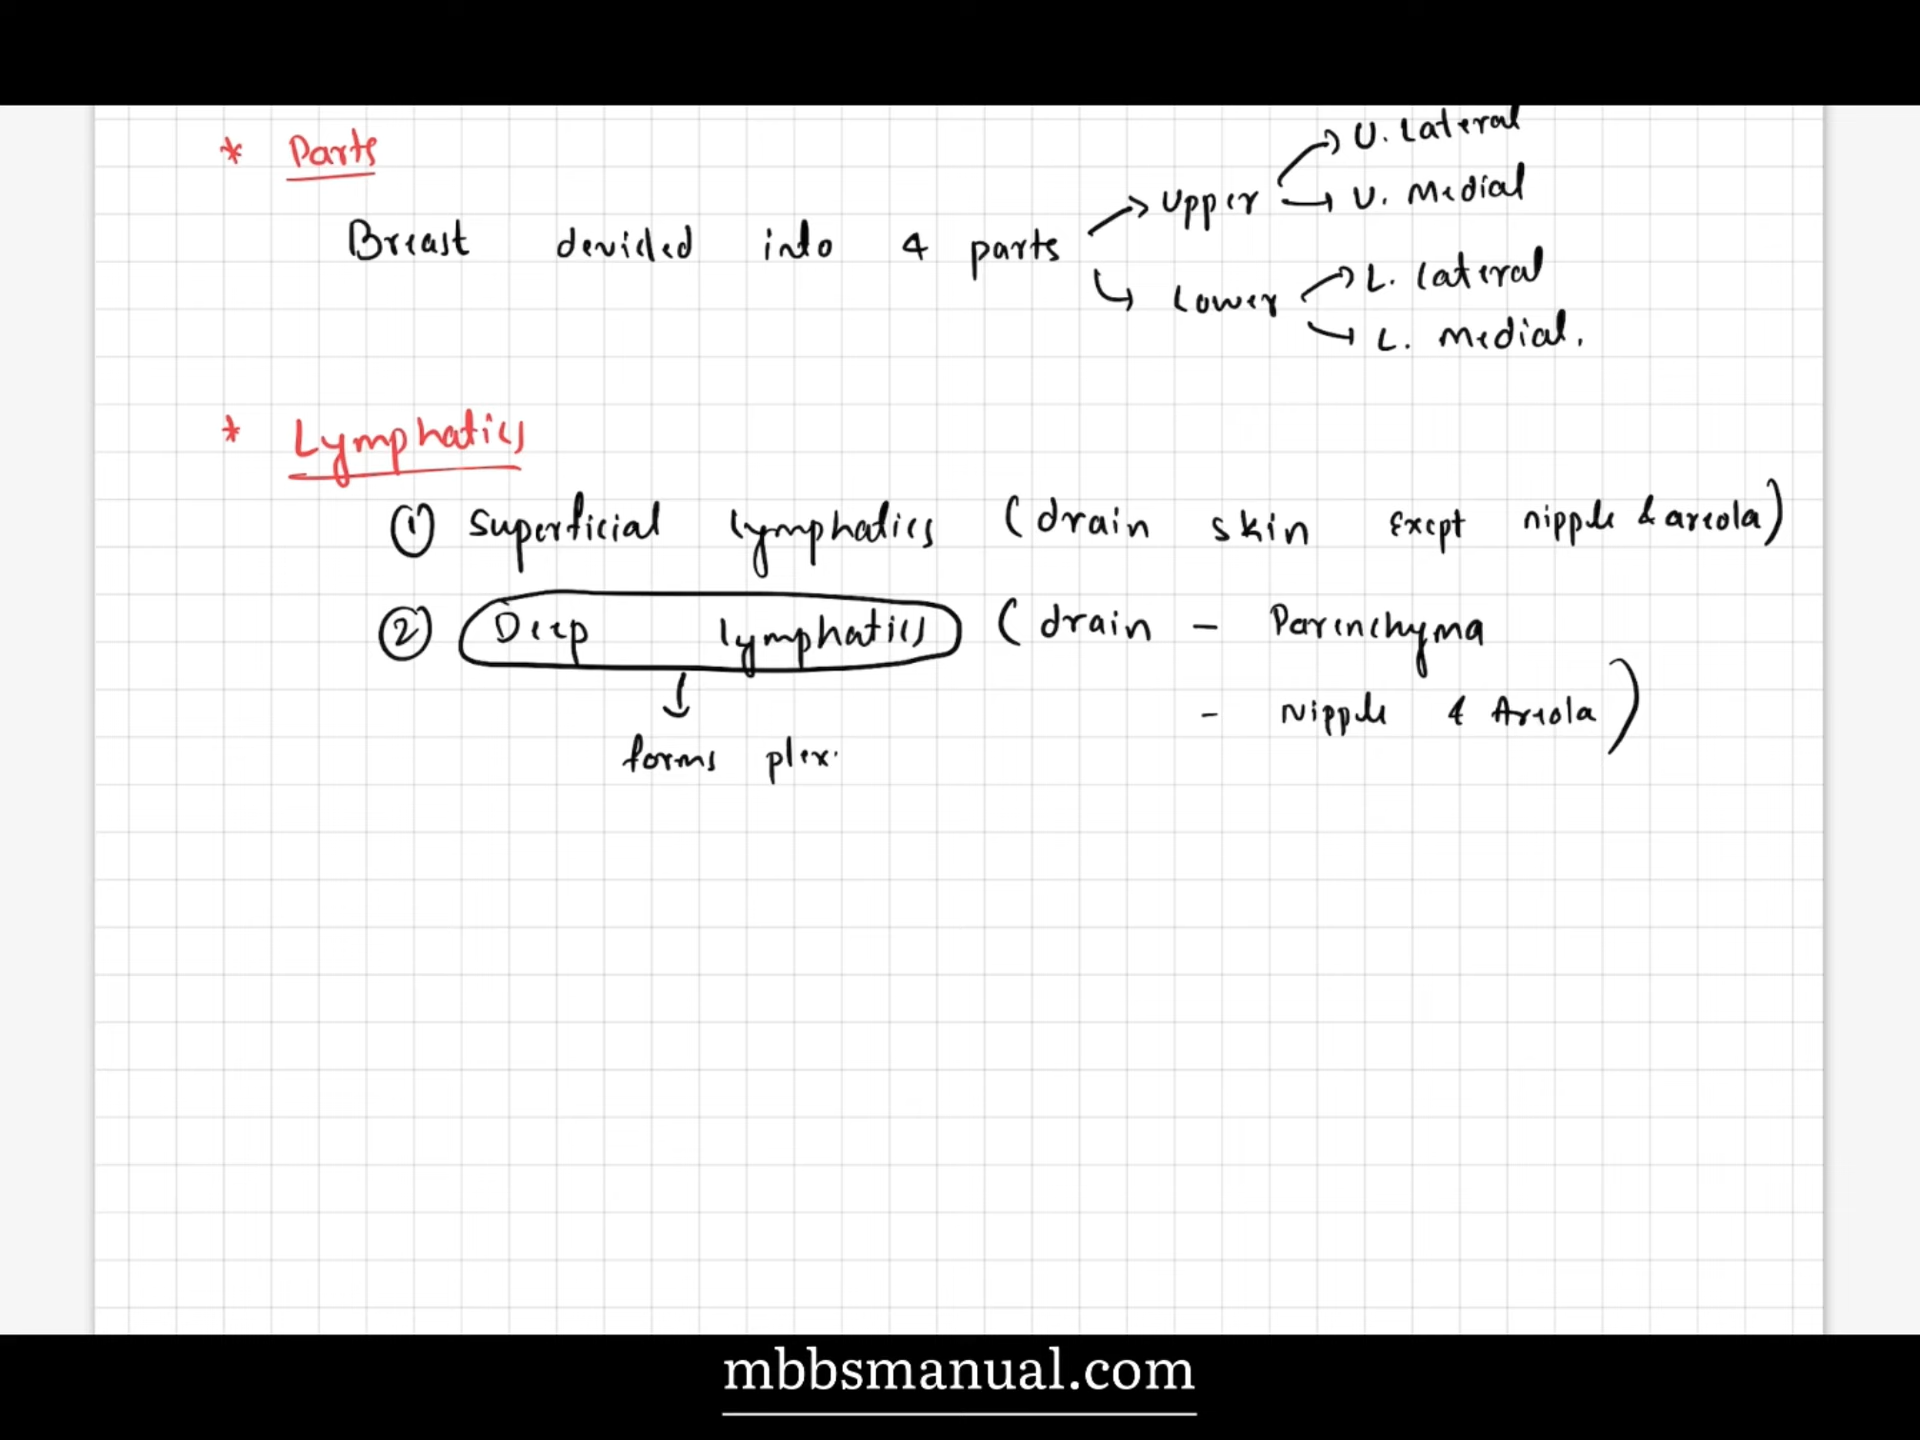 * Parts
Breast devided into 4 parts
Upper
U. Lateral
U. Medial
Lower
L. Lateral
L. Medial.
* Lymphatics
① Superficial lymphatics (drain skin Except nipple & areola)
② Deep lymphatics (drain - Parenchyma
- Nipple & Areola)
forms plex
mbbsmanual.com